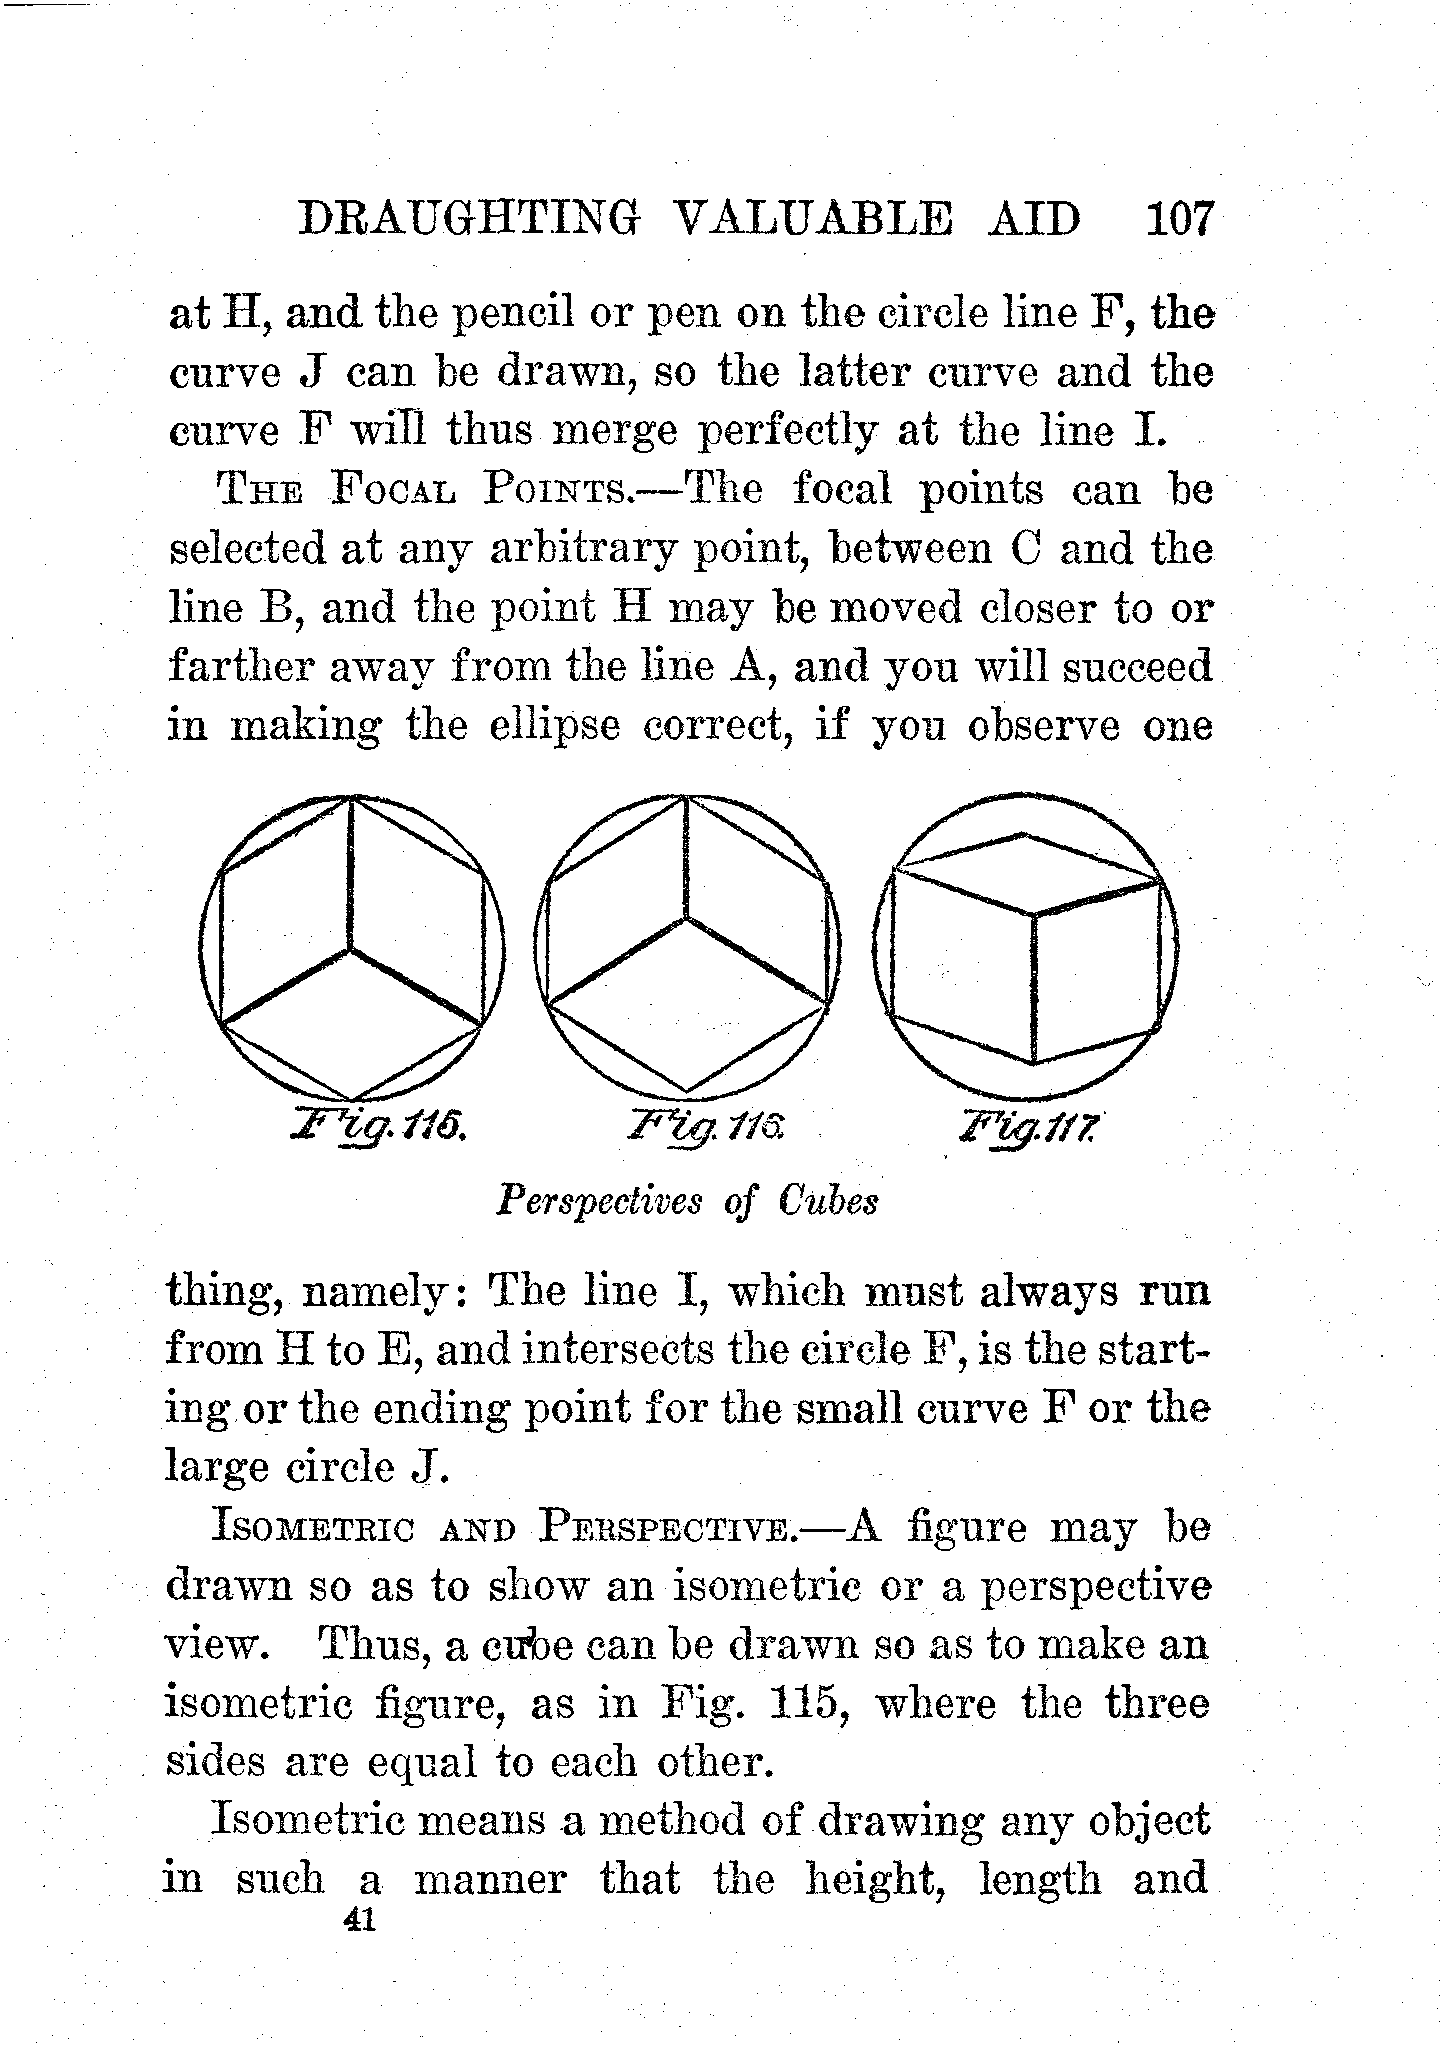 DRAUGHTING VALUABLE AID 107
at H, and the pencil or pen on the circle line F, the
curve J can be drawn, so the latter curve and the
curve F will thus merge perfectly at the line I.
THE FOCAL POINTS.—The focal points can be
selected at any arbitrary point, between C and the
line B, and the point H may be moved closer to or
farther away from the line A, and you will succeed
in making the ellipse correct, if you observe one
Fig. 115. Fig. 116. Fig. 117.
Perspectives of Cubes
thing, namely: The line I, which must always run
from H to E, and intersects the circle F, is the start-
ing or the ending point for the small curve F or the
large circle J.
ISOMETRIC AND PERSPECTIVE.—A figure may be
drawn so as to show an isometric or a perspective
view. Thus, a cube can be drawn so as to make an
isometric figure, as in Fig. 115, where the three
sides are equal to each other.
Isometric means a method of drawing any object
in such a manner that the height, length and
41